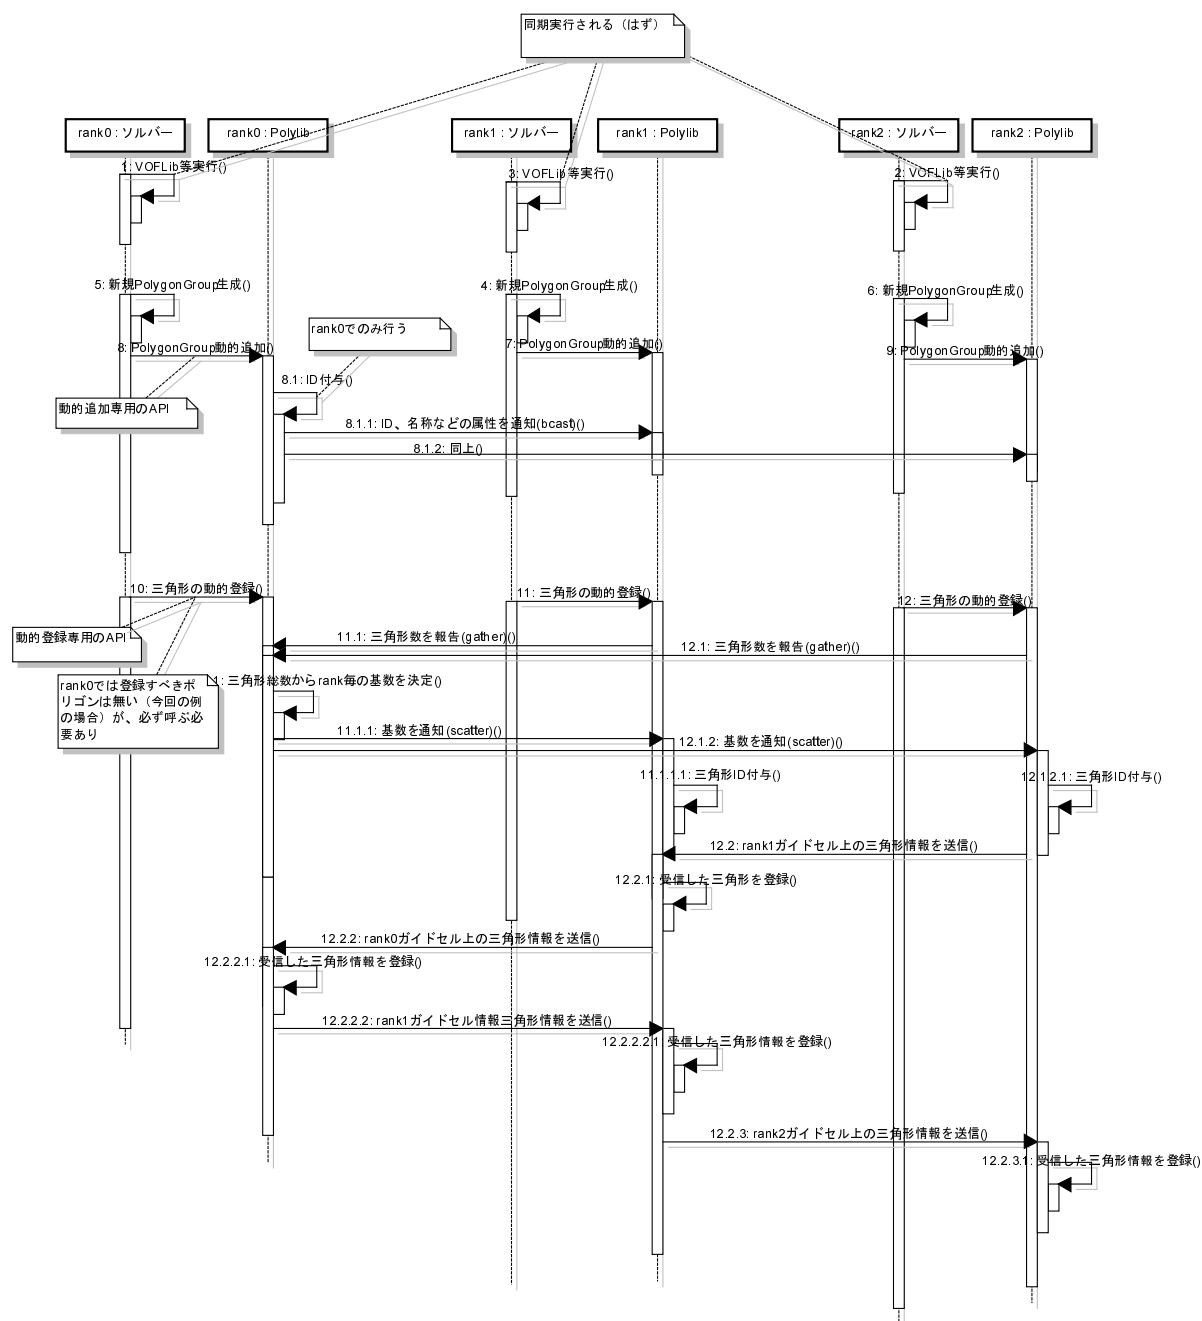 同期実行される（はず）
rank0 : ソルバー
rank0 : Polylib
rank1 : ソルバー
rank1 : Polylib
rank2 : ソルバー
rank2 : Polylib
1: VOFLib等実行()
3: VOFLib等実行()
2: VOFLib等実行()
5: 新規PolygonGroup生成()
4: 新規PolygonGroup生成()
6: 新規PolygonGroup生成()
rank0でのみ行う
8: PolygonGroup動的追加()
7: PolygonGroup動的追加()
9: PolygonGroup動的追加()
8.1: ID付与()
動的追加専用のAPI
8.1.1: ID、名称などの属性を通知(bcast)()
8.1.2: 同上()
10: 三角形の動的登録()
11: 三角形の動的登録()
12: 三角形の動的登録()
動的登録専用のAPI
11.1: 三角形数を報告(gather)()
12.1: 三角形数を報告(gather)()
rank0では登録すべきポ
リゴンは無い（今回の例
の場合）が、必ず呼ぶ必
要あり
1: 三角形総数からrank毎の基数を決定()
11.1.1: 基数を通知(scatter)()
12.1.2: 基数を通知(scatter)()
11.1.1.1: 三角形ID付与()
12.1.2.1: 三角形ID付与()
12.2: rank1ガイドセル上の三角形情報を送信()
12.2.1: 受信した三角形を登録()
12.2.2: rank0ガイドセル上の三角形情報を送信()
12.2.2.1: 受信した三角形情報を登録()
12.2.2.2: rank1ガイドセル情報三角形情報を送信()
12.2.2.2.1: 受信した三角形情報を登録()
12.2.3: rank2ガイドセル上の三角形情報を送信()
12.2.3.1: 受信した三角形情報を登録()